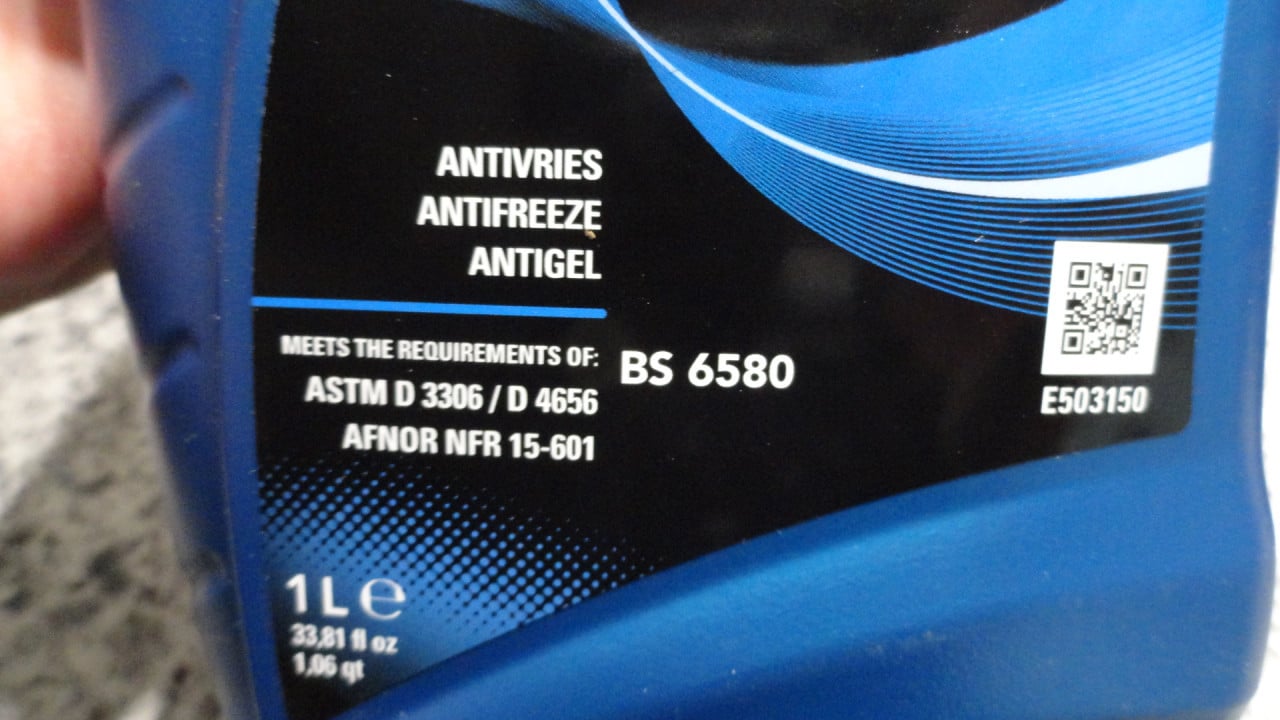 ANTIVRIES
ANTIFREEZE
ANTIGEL
MEETS THE REQUIREMENTS OF: BS 6580
ASTM D 3306 / D 4656
AFNOR NFR 15-601
E503150
1 L e
33,81 fl oz
1,06 qt